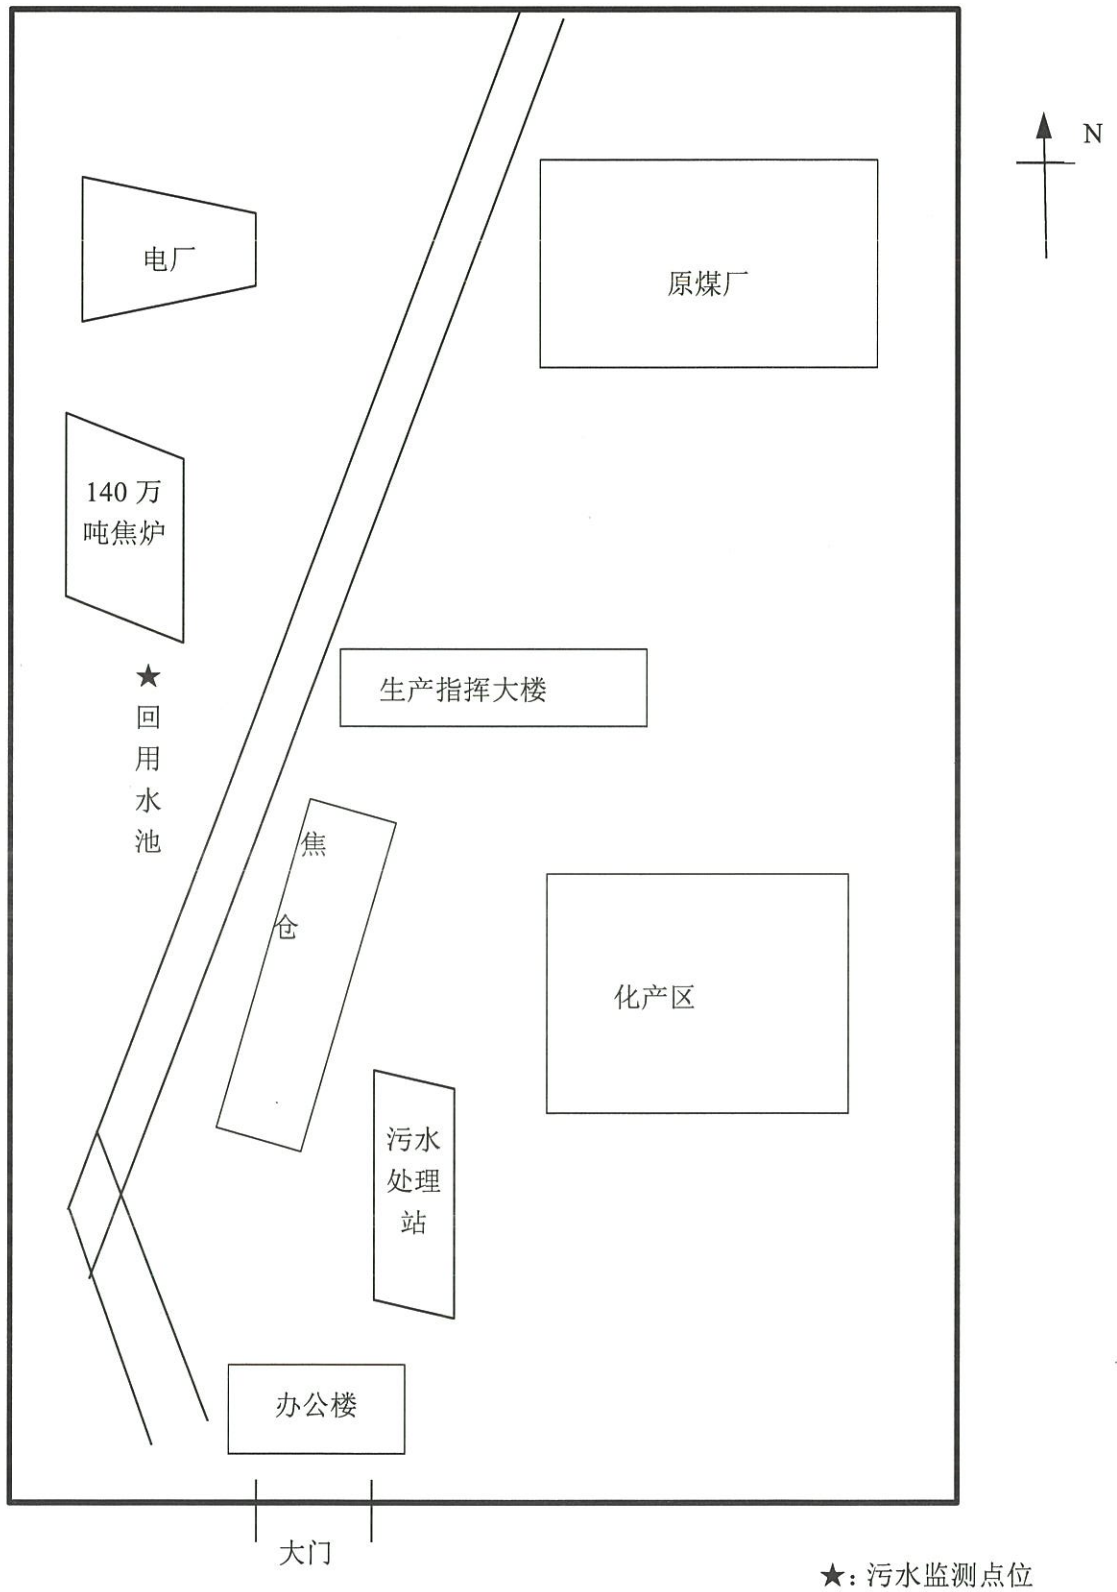 N
电厂
原煤厂
140 万
吨焦炉
生产指挥大楼
★
回
用
水
池
焦
仓
化产区
污水
处理
站
办公楼
大门
★: 污水监测点位